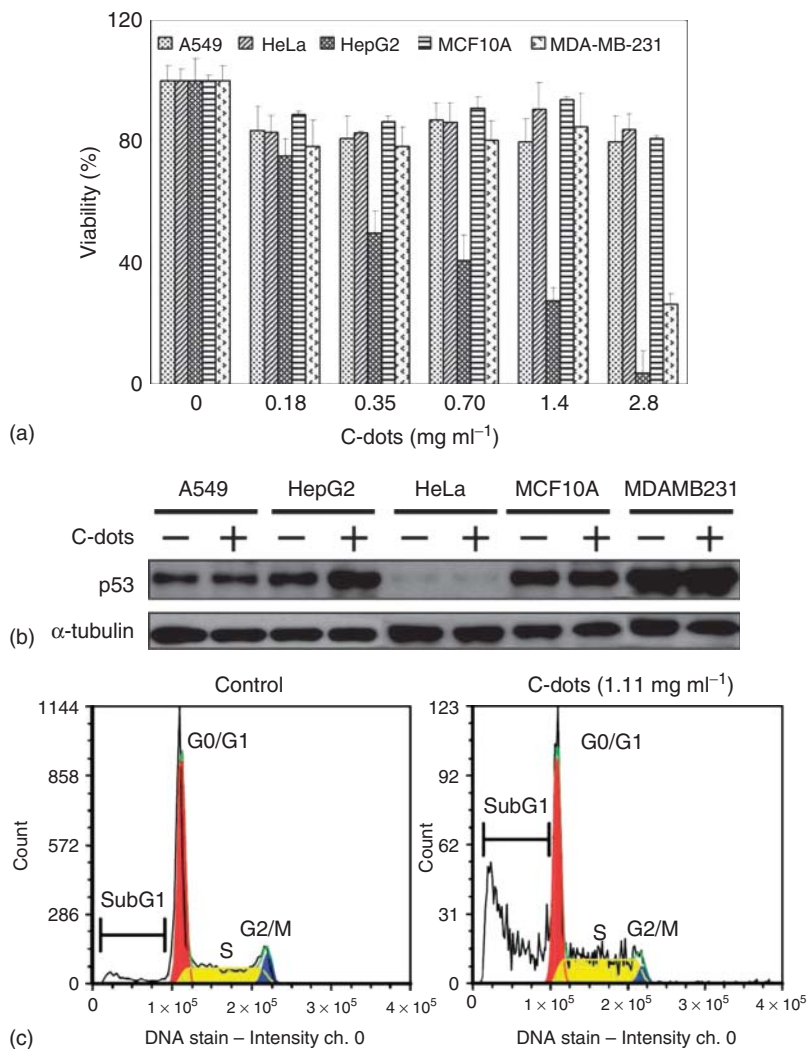 120
A549 HeLa HepG2 MCF10A MDA-MB-231
80
40
0
Viability (%)
0 0.18 0.35 0.70 1.4 2.8
C-dots (mg ml⁻¹)
(a)
A549 HepG2 HeLa MCF10A MDAMB231
C-dots − + − + − + − + − +
p53
α-tubulin
(b)
Control
1144
858
572
286
0
Count
G0/G1
SubG1
S
G2/M
0 1 × 10⁵ 2 × 10⁵ 3 × 10⁵ 4 × 10⁵
DNA stain – Intensity ch. 0
C-dots (1.11 mg ml⁻¹)
123
92
62
31
0
Count
G0/G1
SubG1
S
G2/M
0 1 × 10⁵ 2 × 10⁵ 3 × 10⁵ 4 × 10⁵
DNA stain – Intensity ch. 0
(c)